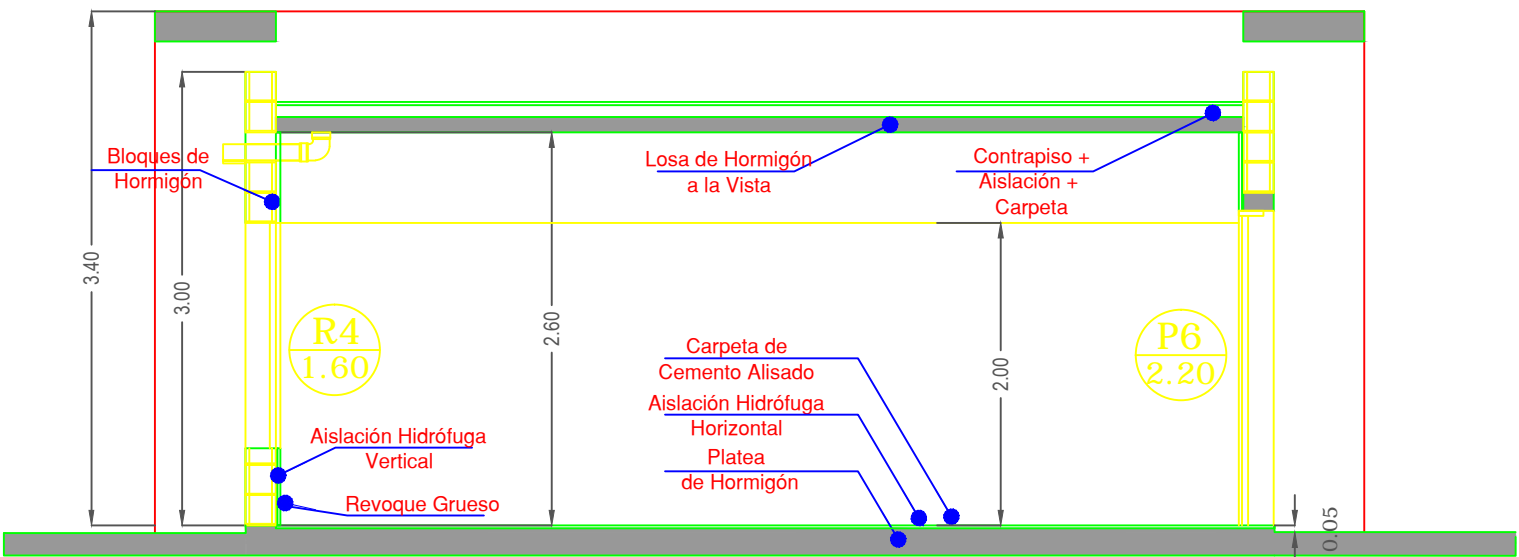 Bloques de
Hormigón
Losa de Hormigón
a la Vista
Contrapiso +
Aislación +
Carpeta
3.40
3.00
2.60
2.00
R4
1.60
P6
2.20
Carpeta de
Cemento Alisado
Aislación Hidrófuga
Horizontal
Platea
de Hormigón
Aislación Hidrófuga
Vertical
Revoque Grueso
0.05